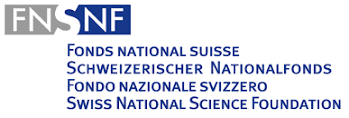 FNSNF
FONDS NATIONAL SUISSE
SCHWEIZERISCHER NATIONALFONDS
FONDO NAZIONALE SVIZZERO
SWISS NATIONAL SCIENCE FOUNDATION